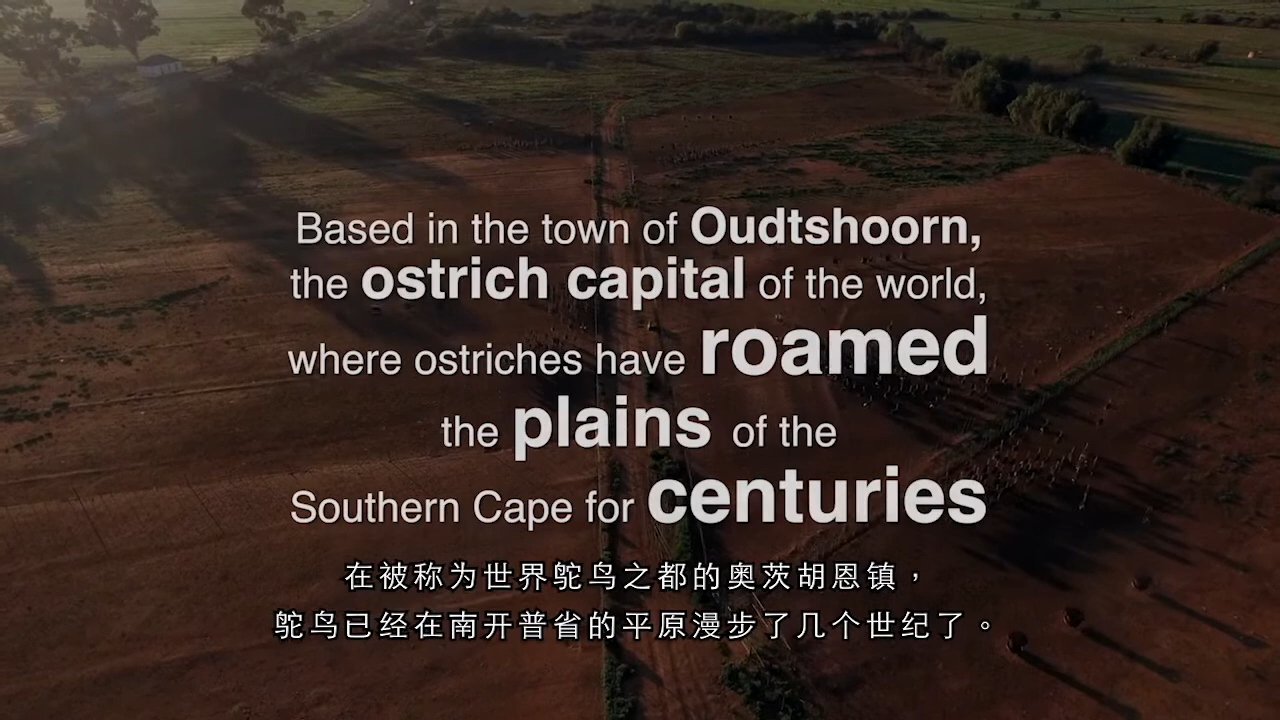 Based in the town of Oudtshoorn,
the ostrich capital of the world,
where ostriches have roamed
the plains of the
Southern Cape for centuries
在被称为世界鸵鸟之都的奥茨胡恩镇，
鸵鸟已经在南开普省的平原漫步了几个世纪了。